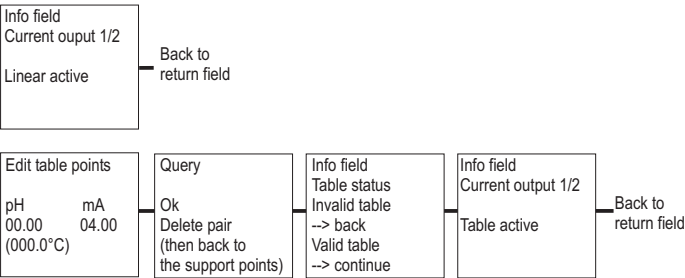 Info field
Current ouput 1/2
Linear active
Back to
return field
Edit table points
pH mA
00.00 04.00
(000.0°C)
Query
Ok
Delete pair
(then back to
the support points)
Info field
Table status
Invalid table
--> back
Valid table
--> continue
Info field
Current output 1/2
Table active
Back to
return field